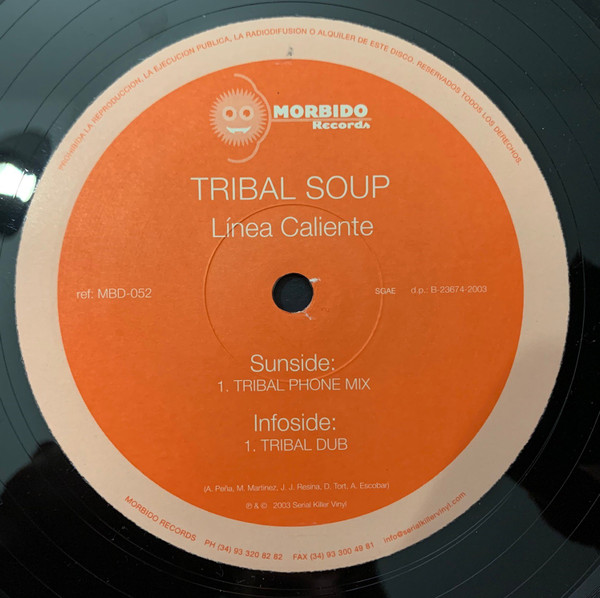 PROHIBIDA LA REPRODUCCION, LA EJECUCION PUBLICA, LA RADIODIFUSION O ALQUILER DE ESTE DISCO. RESERVADOS TODOS LOS DERECHOS.
MORBIDO
Records
TRIBAL SOUP
Línea Caliente
ref: MBD-052
SGAE d.p.: B-23674-2003
Sunside:
1. TRIBAL PHONE MIX
Infoside:
1. TRIBAL DUB
(A. Peña, M. Martinez, J. J. Resina, D. Tort, A. Escobar)
℗ & © 2003 Serial Killer Vinyl
MORBIDO RECORDS PH (34) 93 320 82 82 FAX (34) 93 300 49 81 info@serialkillervinyl.com